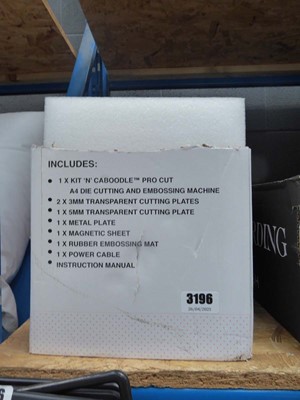 INCLUDES:
• 1 X KIT 'N' CABOODLE™ PRO CUT
A4 DIE CUTTING AND EMBOSSING MACHINE
• 2 X 3MM TRANSPARENT CUTTING PLATES
• 1 X 5MM TRANSPARENT CUTTING PLATE
• 1 X METAL PLATE
• 1 X MAGNETIC SHEET
• 1 X RUBBER EMBOSSING MAT
• 1 X POWER CABLE
• INSTRUCTION MANUAL
3196
DING